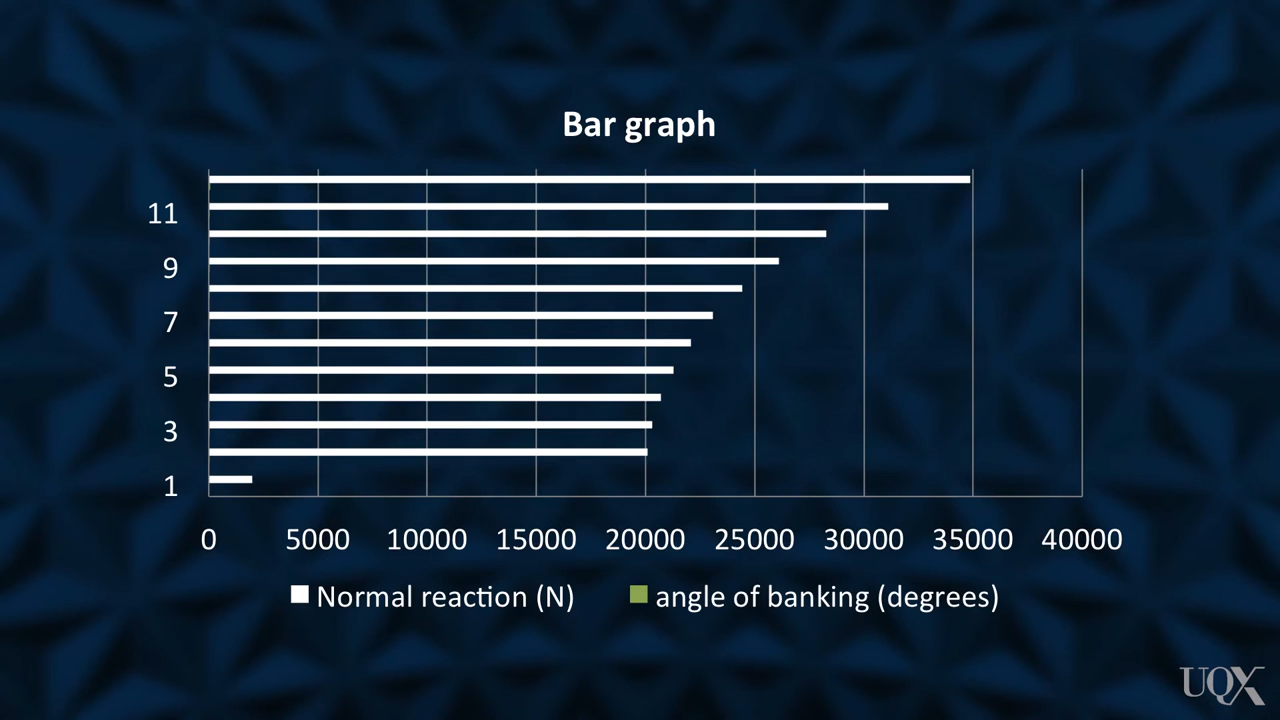 Bar graph
11
9
7
5
3
1
0 5000 10000 15000 20000 25000 30000 35000 40000
Normal reaction (N) angle of banking (degrees)
UQX